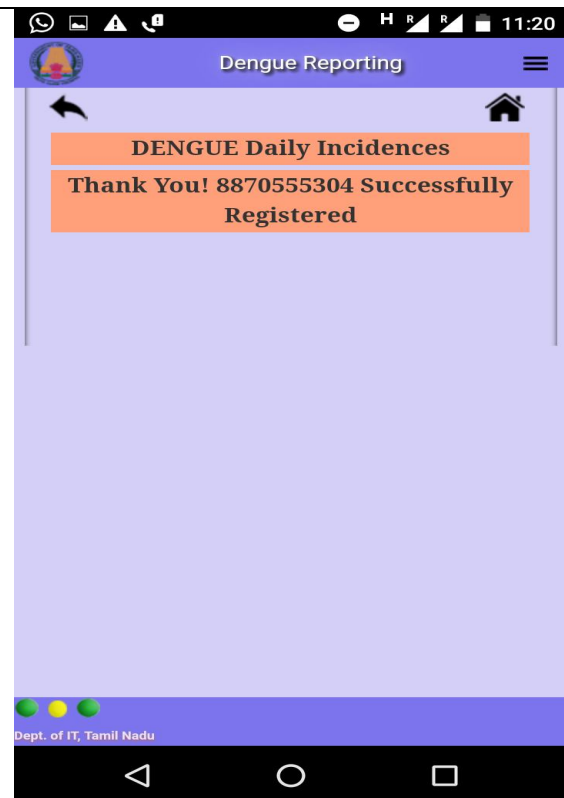 H R R 11:20
Dengue Reporting
DENGUE Daily Incidences
Thank You! 8870555304 Successfully
Registered
Dept. of IT, Tamil Nadu